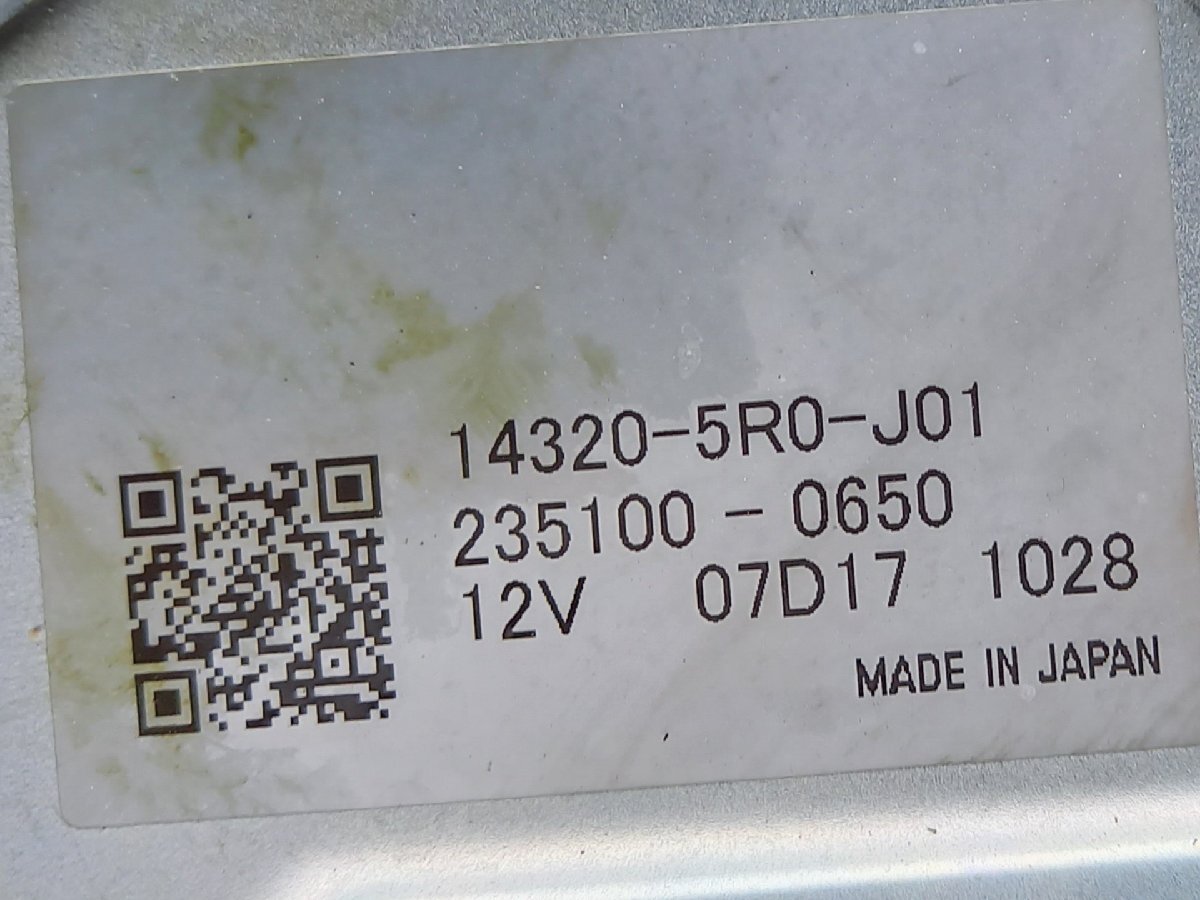 14320-5R0-J01
235100-0650
12V 07D17 1028
MADE IN JAPAN